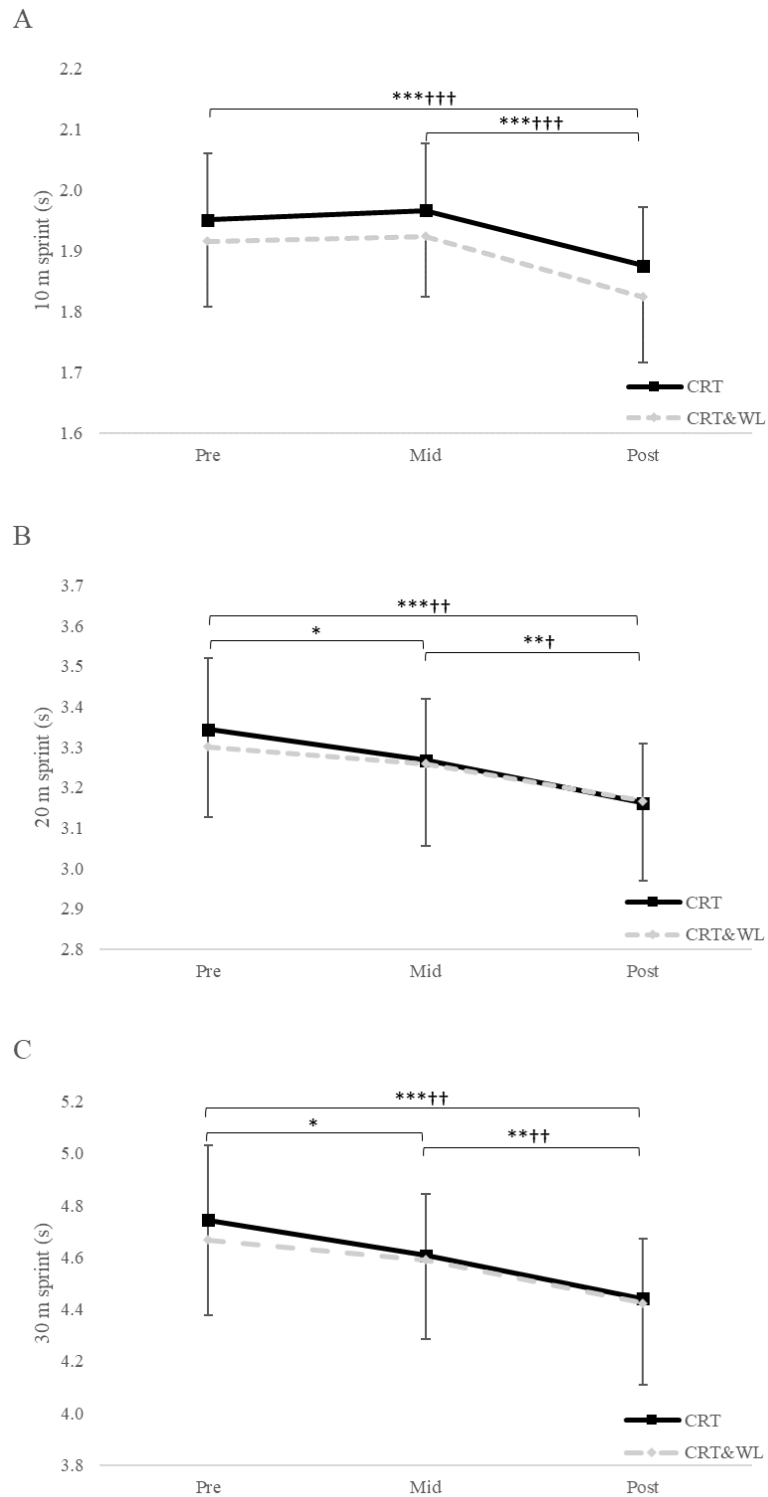 A
2.2
***†††
2.1
***†††
2.0
1.9
1.8
1.7
1.6
10 m sprint (s)
CRT
CRT&WL
Pre Mid Post
B
3.7
***††
3.6
*
**†
3.5
3.4
3.3
3.2
3.1
3.0
2.9
2.8
20 m sprint (s)
CRT
CRT&WL
Pre Mid Post
C
5.2
***††
*
**††
5.0
4.8
4.6
4.4
4.2
4.0
3.8
30 m sprint (s)
CRT
CRT&WL
Pre Mid Post